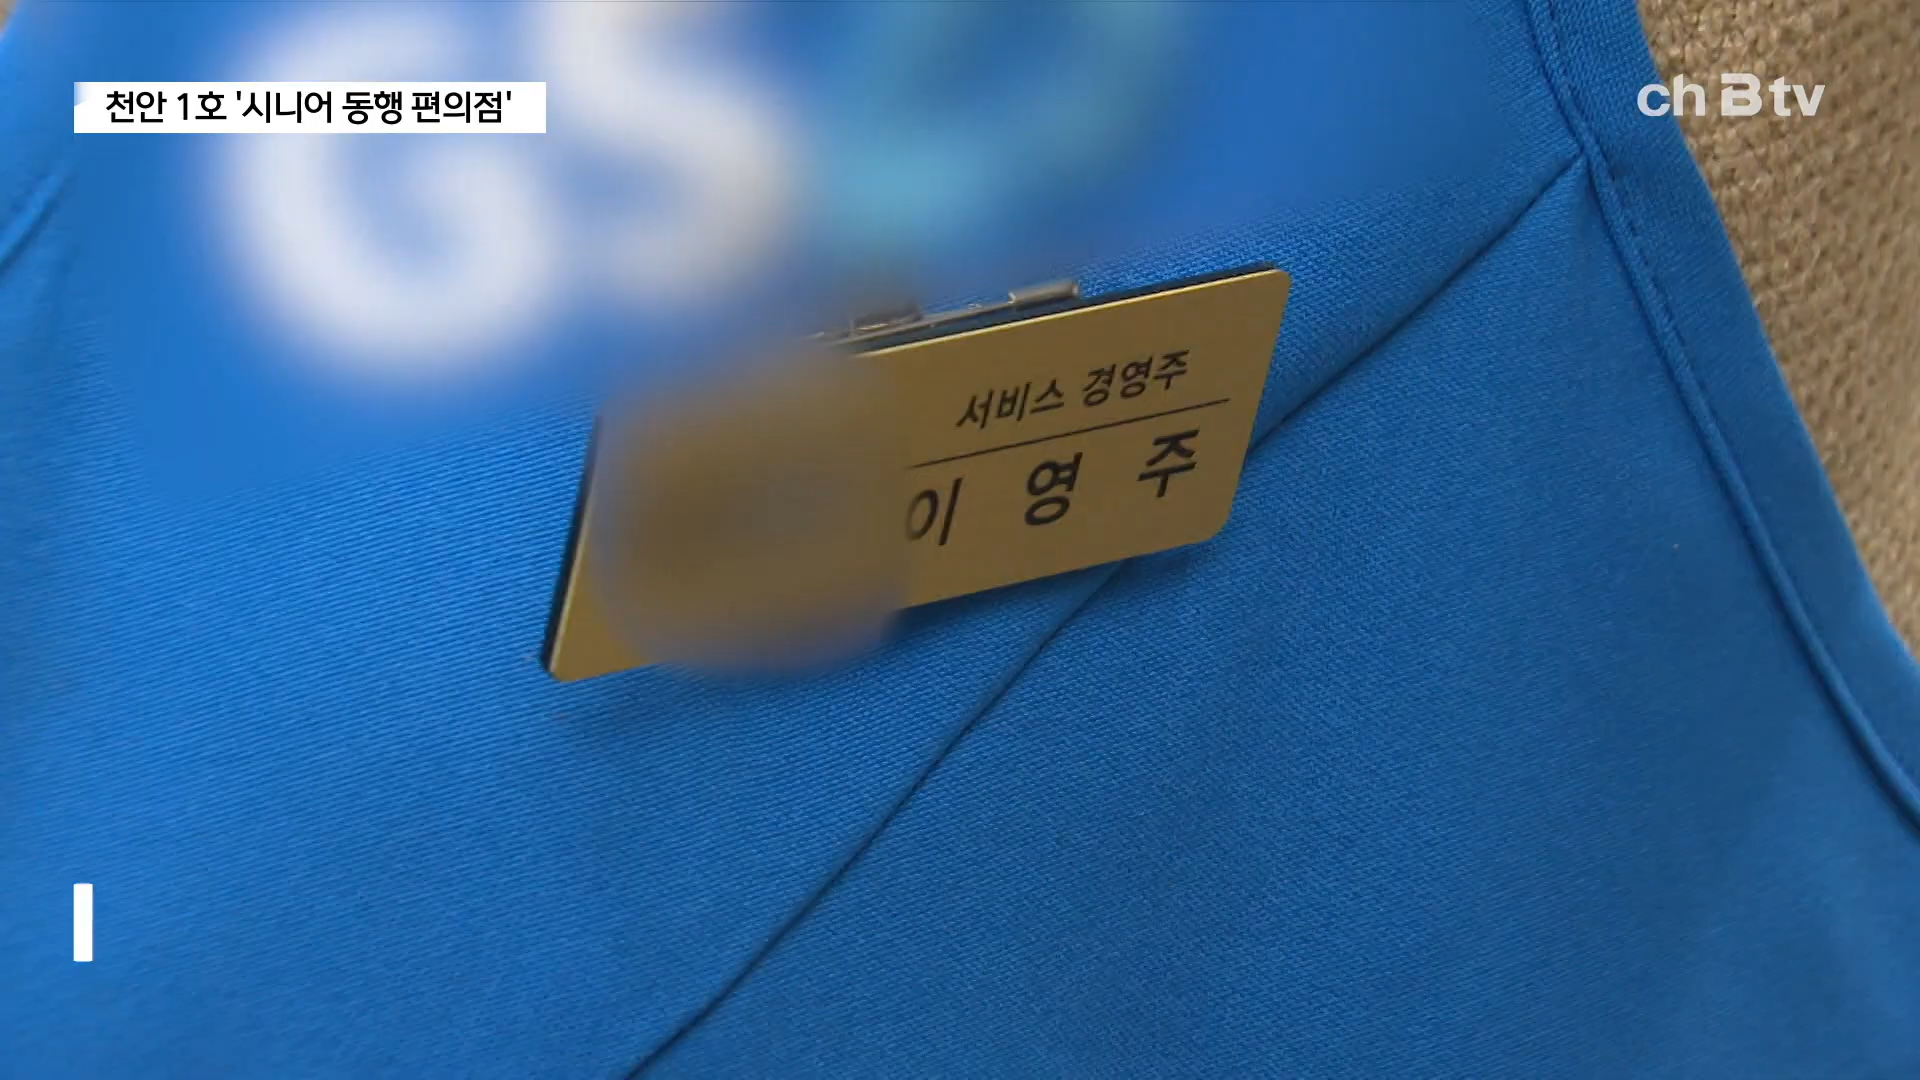 천안 1호 '시니어 동행 편의점'
ch B tv
GS
서비스 경영주
이 영 주